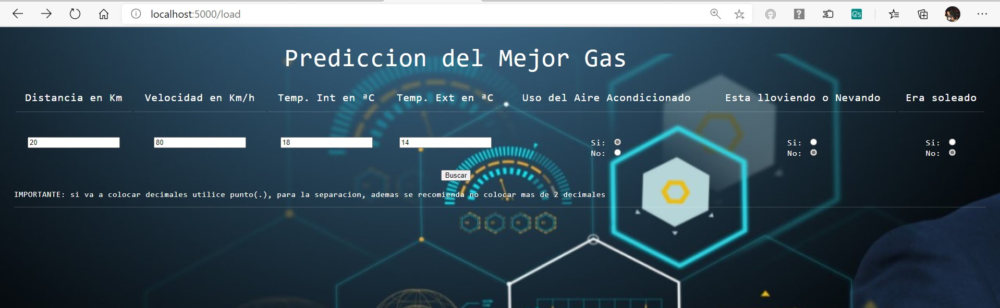 localhost:5000/load
Prediccion del Mejor Gas
Distancia en Km Velocidad en Km/h Temp. Int en ªC Temp. Ext en ªC Uso del Aire Acondicionado Esta lloviendo o Nevando Era soleado
20 80 18 14 Si: Si: Si:
No: No: No:
Buscar
IMPORTANTE: si va a colocar decimales utilice punto(.), para la separacion, ademas se recomienda no colocar mas de 2 decimales